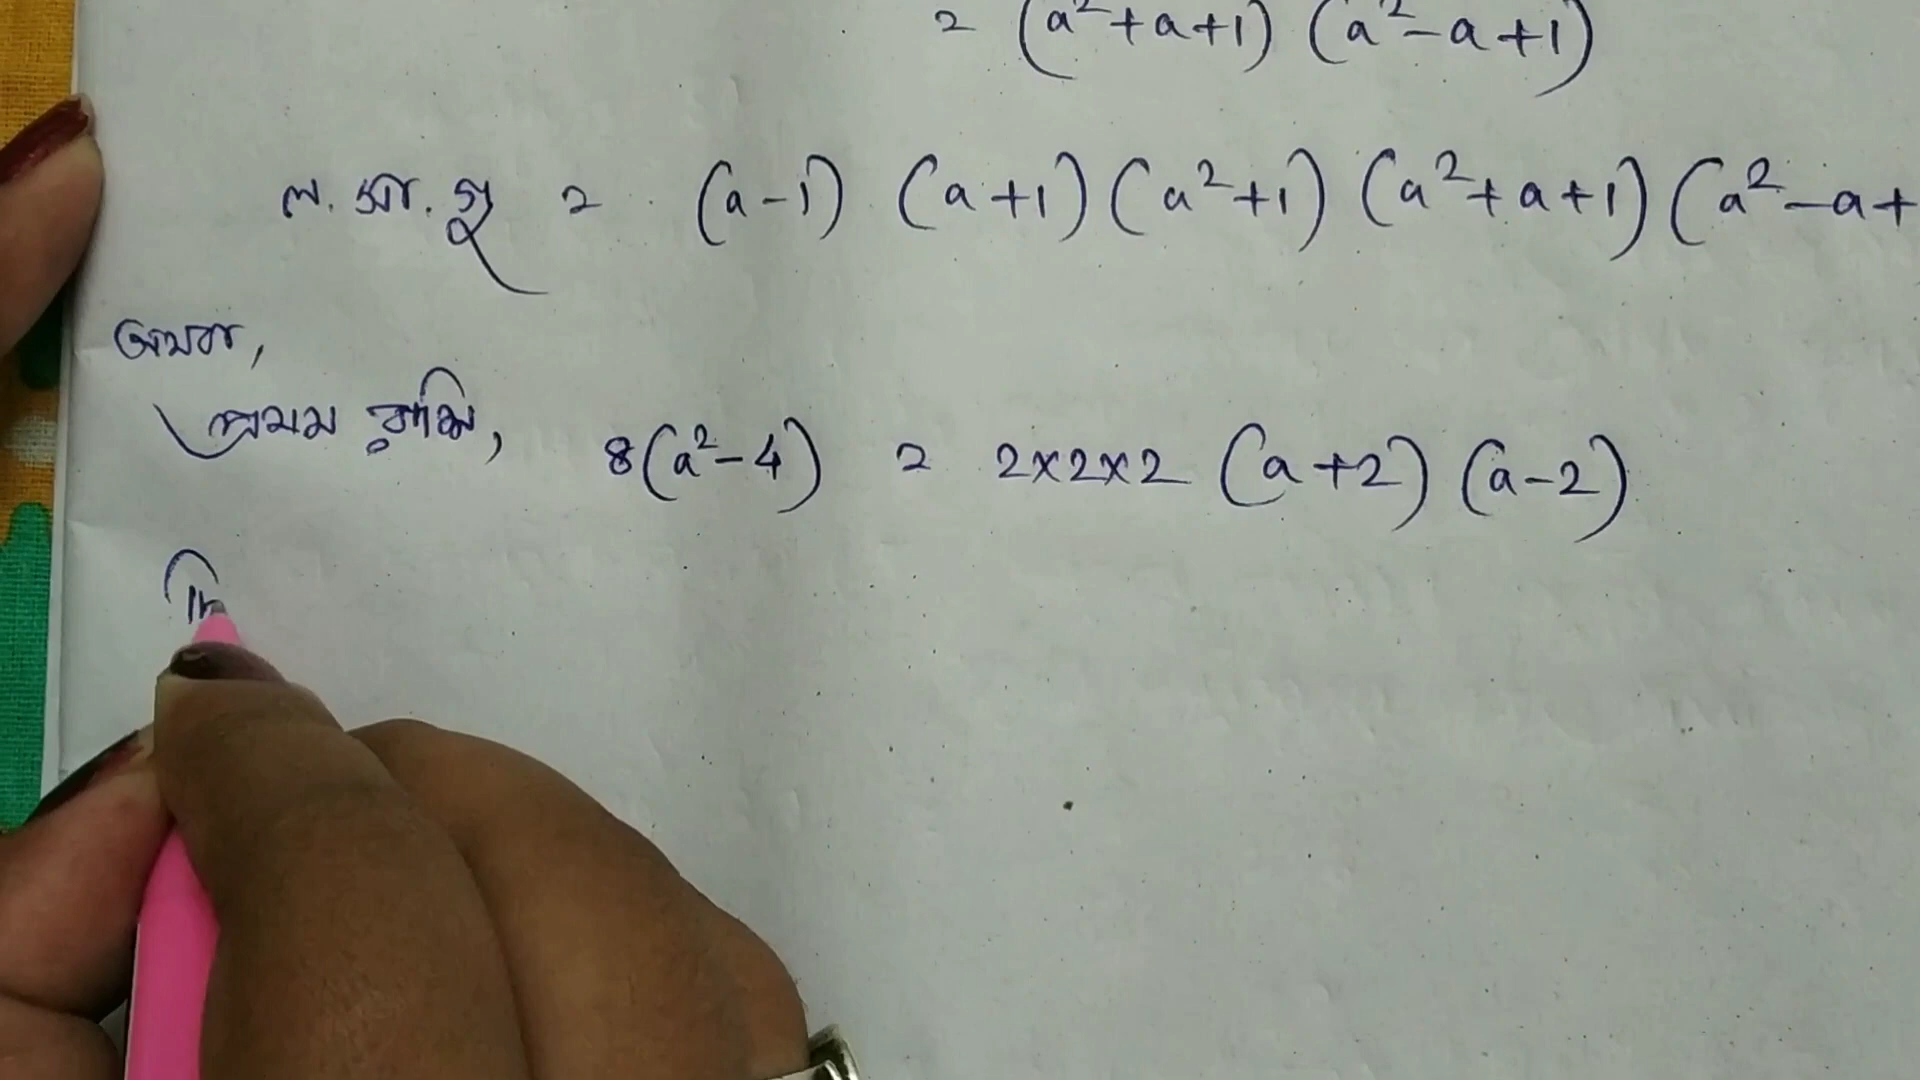 = (a²+a+1) (a²-a+1)
ল.সা.গু = (a-1) (a+1) (a²+1) (a²+a+1) (a²-a+
অথবা,
প্রথম রাশি, 8(a²-4) = 2×2×2 (a+2) (a-2)